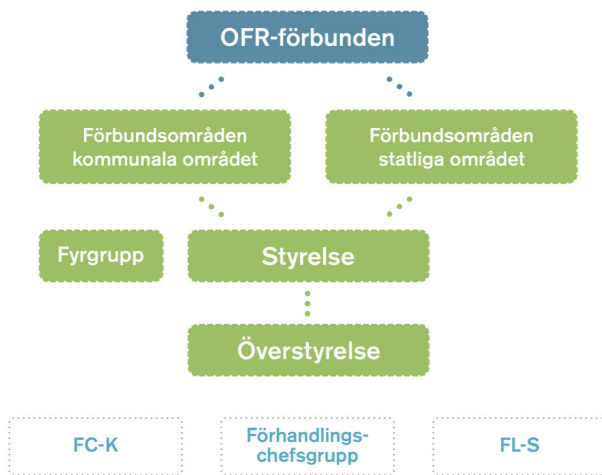 OFR-förbunden
Förbundsområden
kommunala området
Förbundsområden
statliga området
Fyrgrupp
Styrelse
Överstyrelse
FC-K
Förhandlings-
chefsgrupp
FL-S